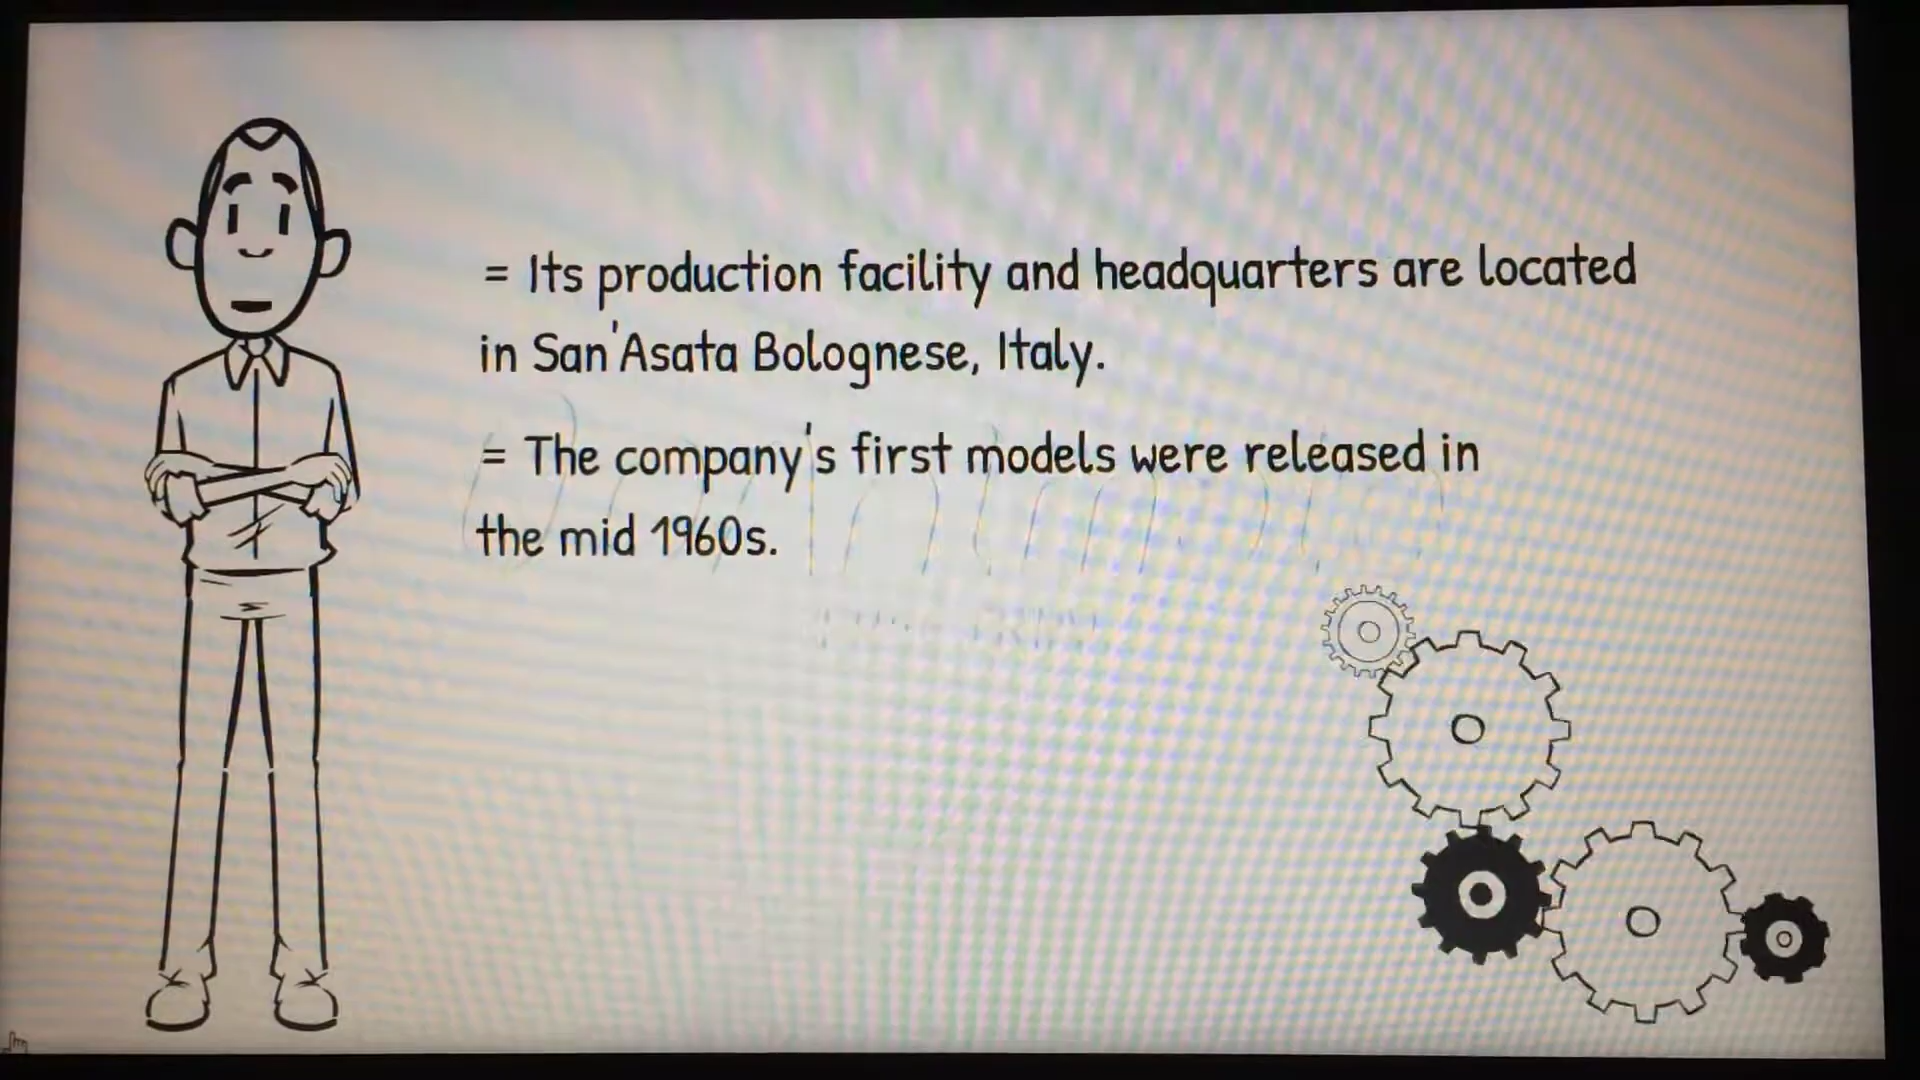 = Its production facility and headquarters are located
in San'Asata Bolognese, Italy.
= The company's first models were released in
the mid 1960s.